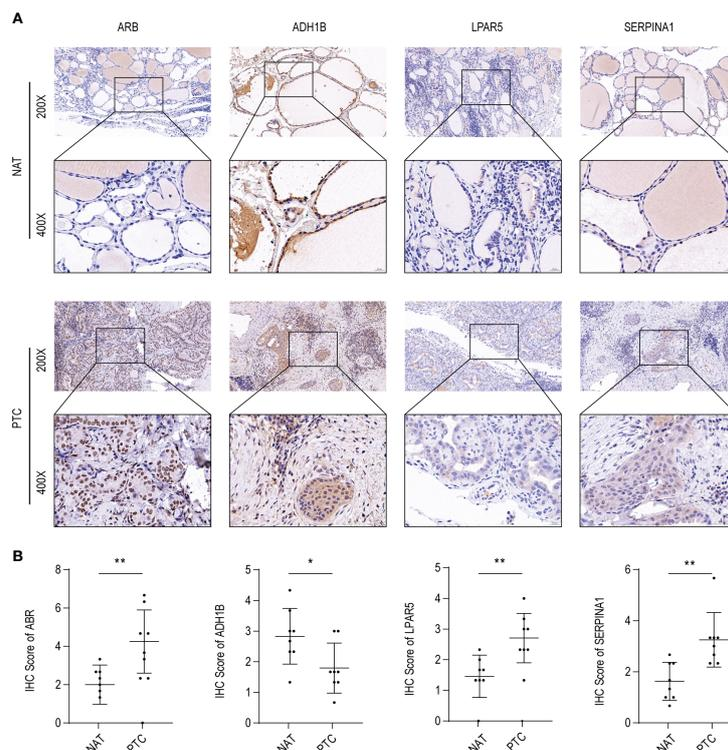 A
ARB
ADH1B
LPAR5
SERPINA1
NAT
200X
400X
PTC
200X
400X
B
IHC Score of ABR
8
6
4
2
0
**
NAT
PTC
IHC Score of ADH1B
5
4
3
2
1
0
*
NAT
PTC
IHC Score of LPAR5
5
4
3
2
1
0
**
NAT
PTC
IHC Score of SERPINA1
6
4
2
0
**
NAT
PTC